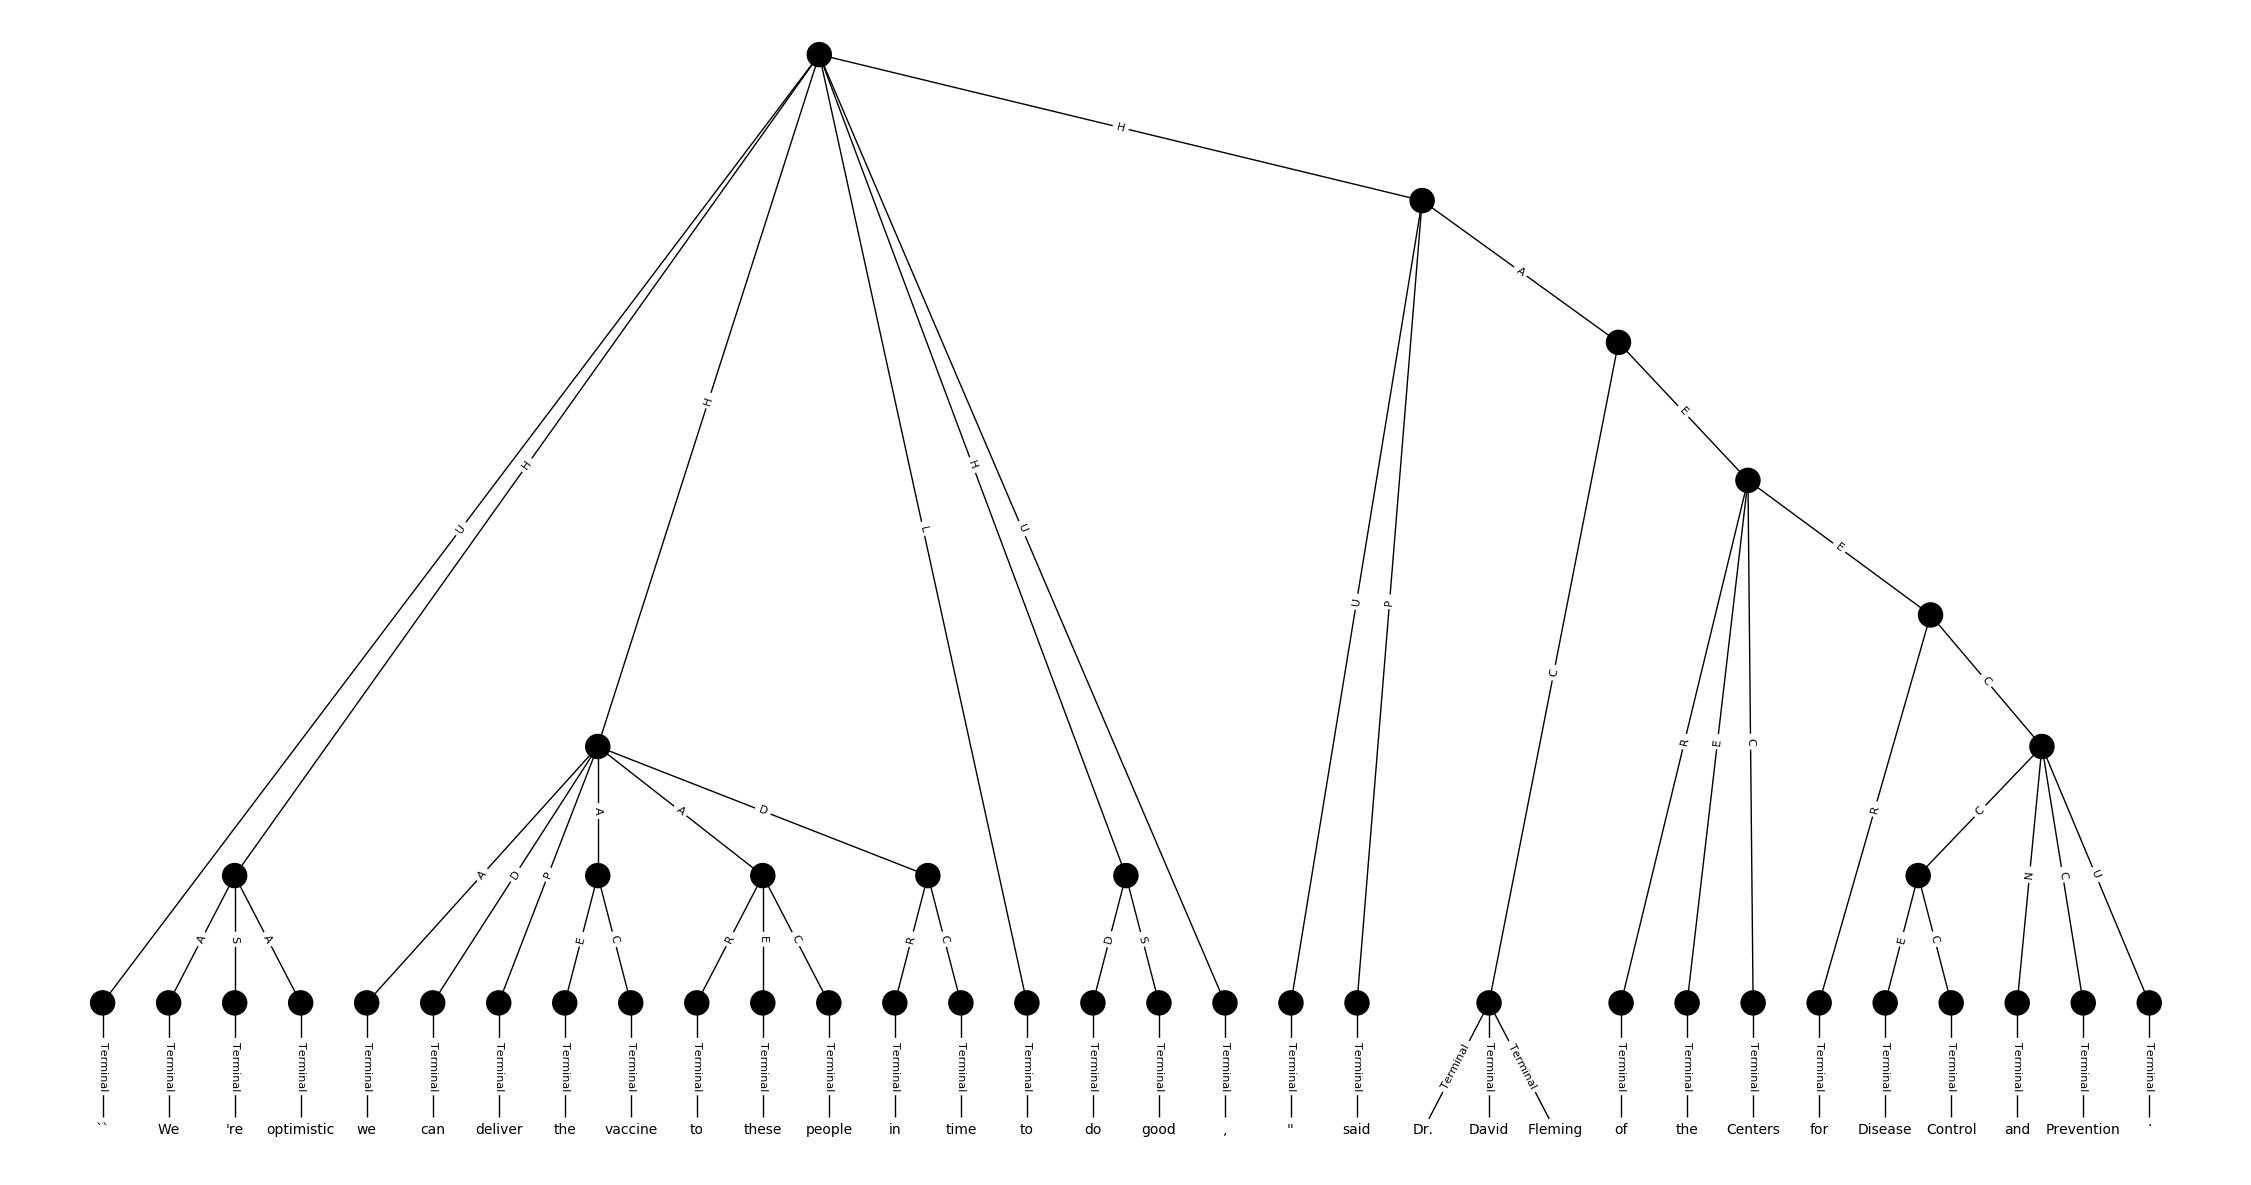 H
A
H
E
H
U
H
L
U
E
U
P
C
C
R
E
C
A
A
D
R
C
A
D
P
N
C
U
A
S
A
E
C
R
E
C
R
C
D
S
E
C
Terminal Terminal Terminal Terminal Terminal Terminal Terminal Terminal Terminal Terminal Terminal Terminal Terminal Terminal Terminal Terminal Terminal Terminal Terminal Terminal Terminal Terminal Terminal Terminal Terminal Terminal Terminal Terminal Terminal Terminal Terminal Terminal
`` We 're optimistic we can deliver the vaccine to these people in time to do good , " said Dr. David Fleming of the Centers for Disease Control and Prevention .